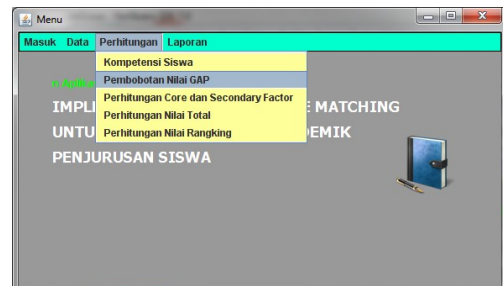 Menu
Masuk Data Perhitungan Laporan
Kompetensi Siswa
Pembobotan Nilai GAP
Perhitungan Core dan Secondary Factor
Perhitungan Nilai Total
Perhitungan Nilai Rangking
IMPL E MATCHING
UNTU EMIK
PENJURUSAN SISWA